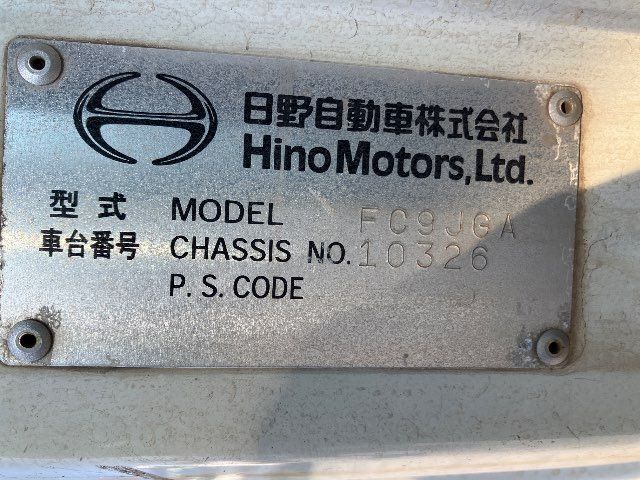 日野自動車株式会社
Hino Motors, Ltd.
型式 MODEL FC9JGA
車台番号 CHASSIS NO. 10326
P. S. CODE